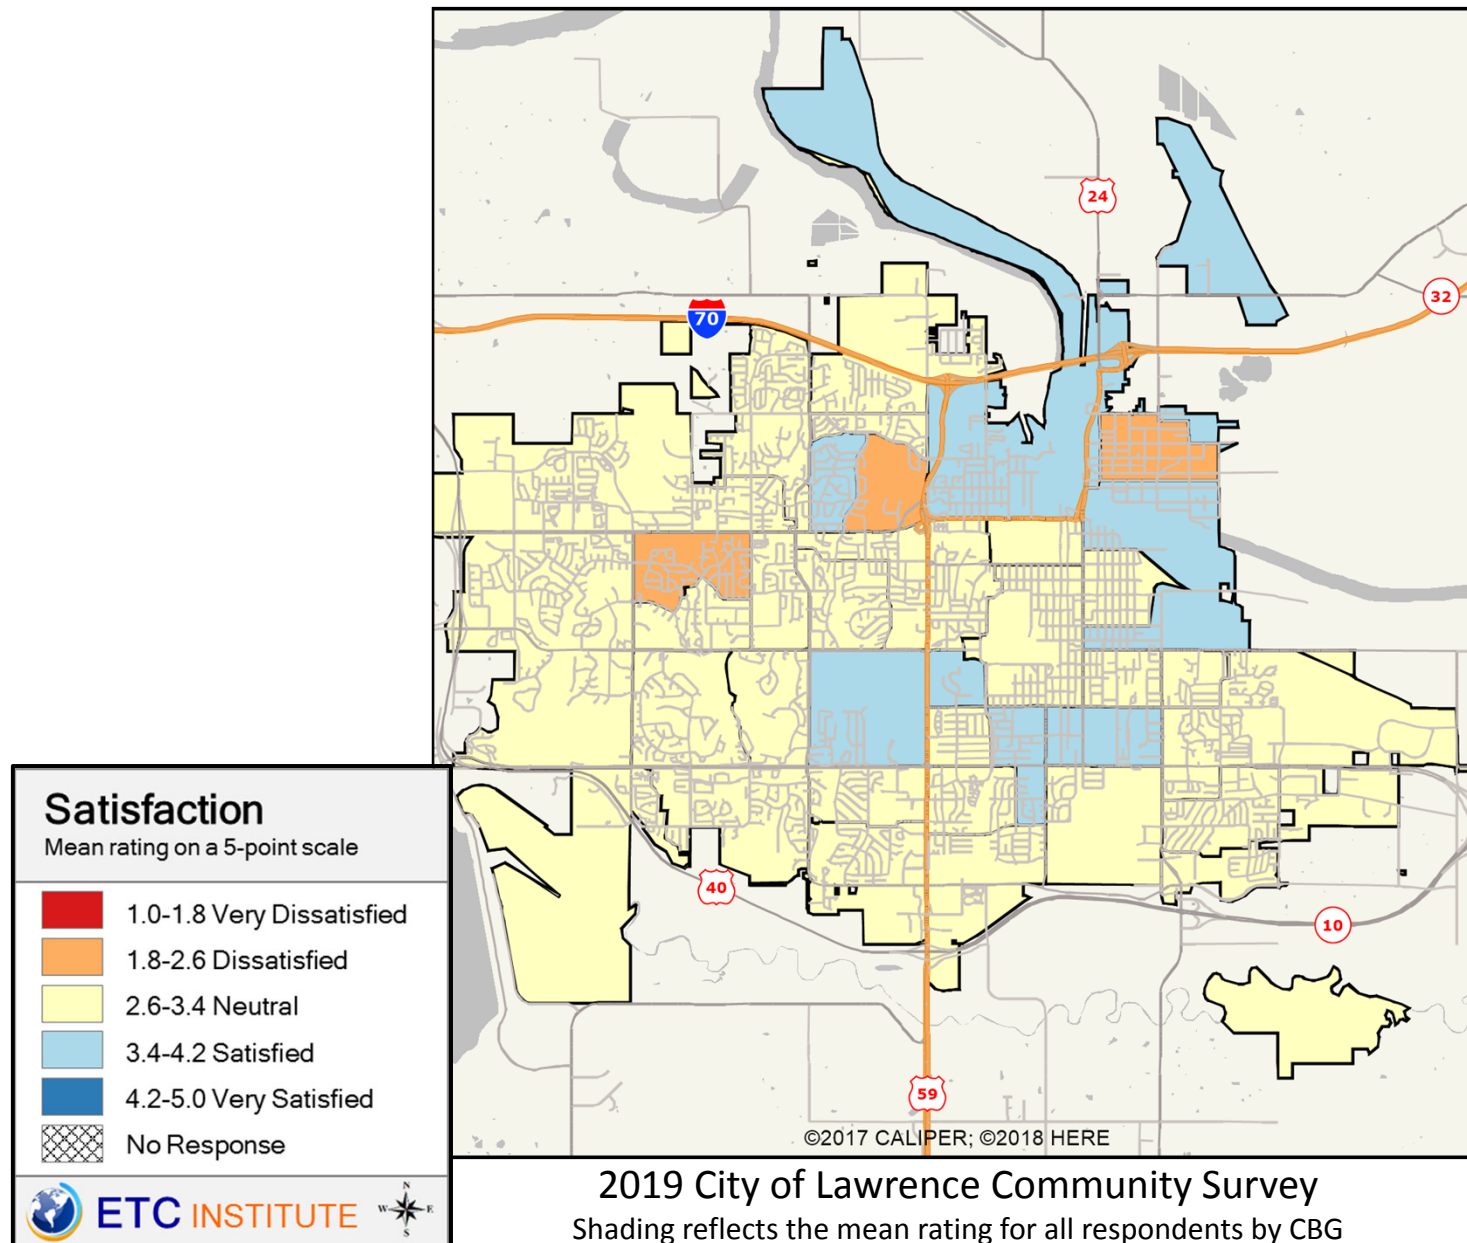 24
32
70
40
10
59
©2017 CALIPER; ©2018 HERE
Satisfaction
Mean rating on a 5-point scale
1.0-1.8 Very Dissatisfied
1.8-2.6 Dissatisfied
2.6-3.4 Neutral
3.4-4.2 Satisfied
4.2-5.0 Very Satisfied
No Response
ETC INSTITUTE
N
W E
S
2019 City of Lawrence Community Survey
Shading reflects the mean rating for all respondents by CBG